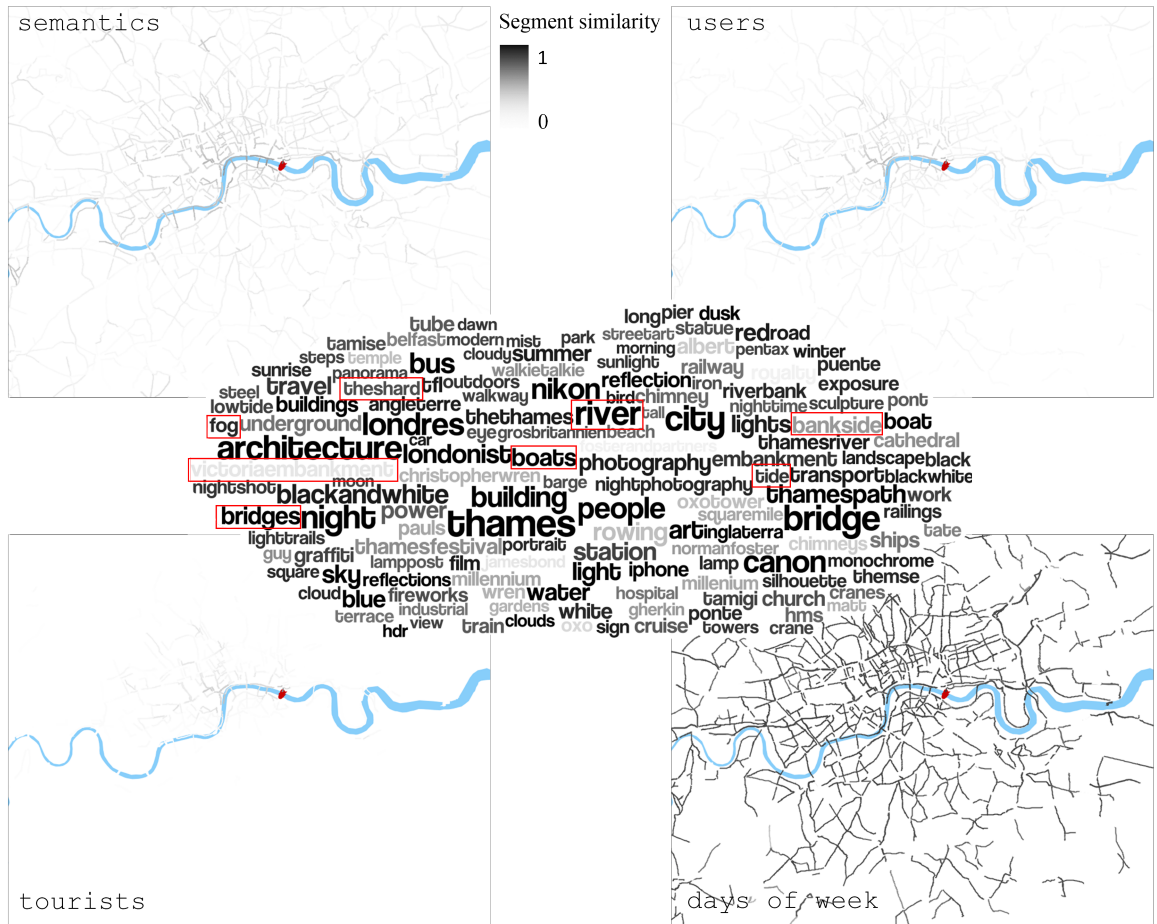 semantics
Segment similarity
1
0
users
long pier dusk
tube dawn
streetart statue redroad
tamise belfast modern mist park
morning albert pentax winter
steps temple bus cloudy summer
sunlight railway puente
sunrise panorama walkietalkie royalty
steel travel theshard tfl outdoors nikon reflection iron riverbank exposure
walkway bird chimney
lowtide buildings angleterre thethames river tall city nighttime sculpture pont
fog underground londres eye grosbritannien beach lights bankside boat
architecture car londonist boats fosterandpartners thamesriver cathedral
victoriaembankment christopherwren photography embankment landscape black
nightshot moon barge nightphotography tide transport blackwhite
blackandwhite building people oxotower thamespath work
bridges night power thames squaremile bridge railings
lighttrails pauls rowing art inglaterra tate
guy graffiti thamesfestival portrait station normanfoster chimneys ships
lamppost film jamesbond light iphone lamp canon monochrome
square sky reflections millennium millenium silhouette themse
cloud blue fireworks wren water hospital tamigi church cranes
terrace industrial gardens white gherkin ponte hms matt
hdr view train clouds oxo sign cruise towers crane
tourists
days of week